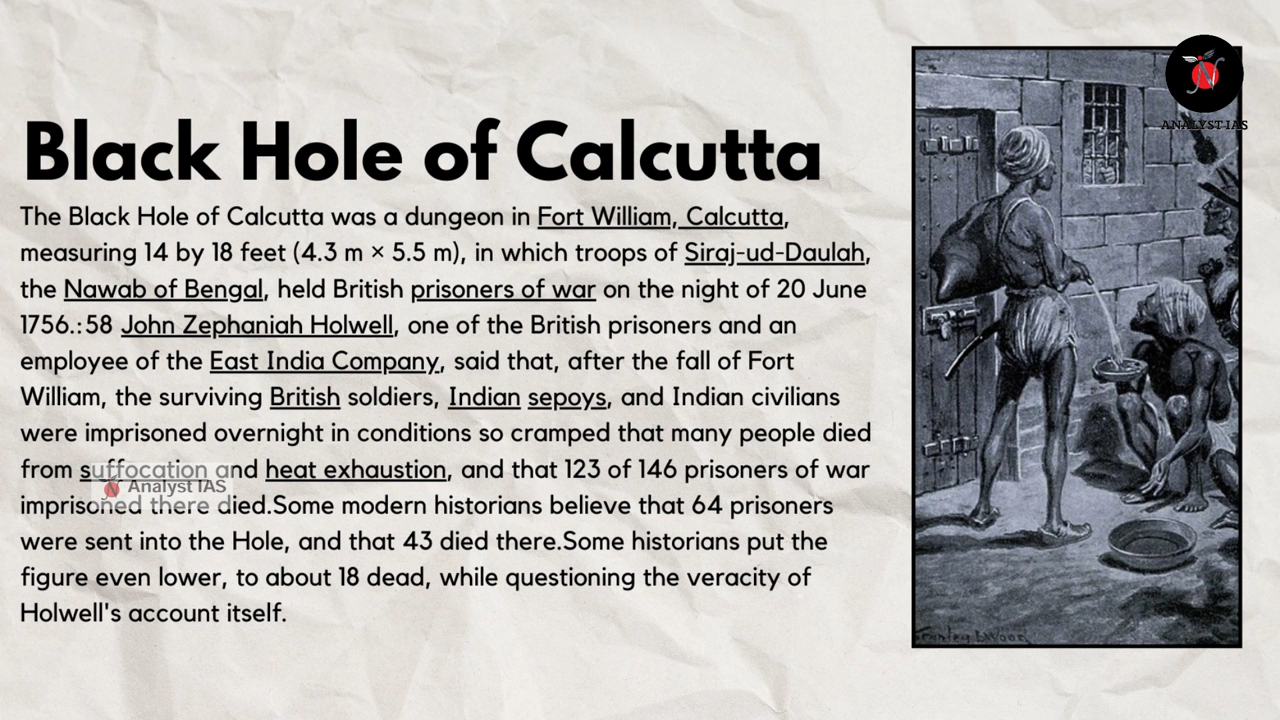 ANALYST IAS
Black Hole of Calcutta
The Black Hole of Calcutta was a dungeon in Fort William, Calcutta,
measuring 14 by 18 feet (4.3 m × 5.5 m), in which troops of Siraj-ud-Daulah,
the Nawab of Bengal, held British prisoners of war on the night of 20 June
1756.:58 John Zephaniah Holwell, one of the British prisoners and an
employee of the East India Company, said that, after the fall of Fort
William, the surviving British soldiers, Indian sepoys, and Indian civilians
were imprisoned overnight in conditions so cramped that many people died
from suffocation and heat exhaustion, and that 123 of 146 prisoners of war
Analyst IAS
imprisoned there died.Some modern historians believe that 64 prisoners
were sent into the Hole, and that 43 died there.Some historians put the
figure even lower, to about 18 dead, while questioning the veracity of
Holwell's account itself.